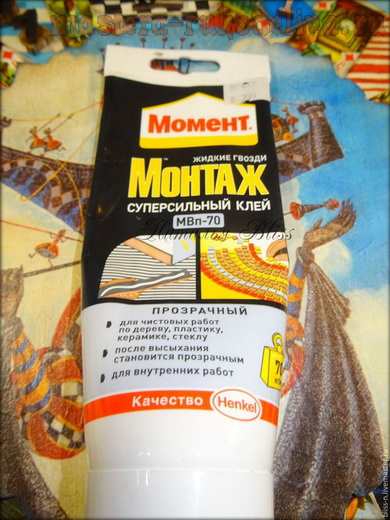 Момент
ЖИДКИЕ ГВОЗДИ
МОНТАЖ
СУПЕРСИЛЬНЫЙ КЛЕЙ
МВп-70
ПРОЗРАЧНЫЙ
• для чистовых работ
по дереву, пластику,
керамике, стеклу
• после высыхания
становится прозрачным
• для внутренних работ
Качество
Henkel